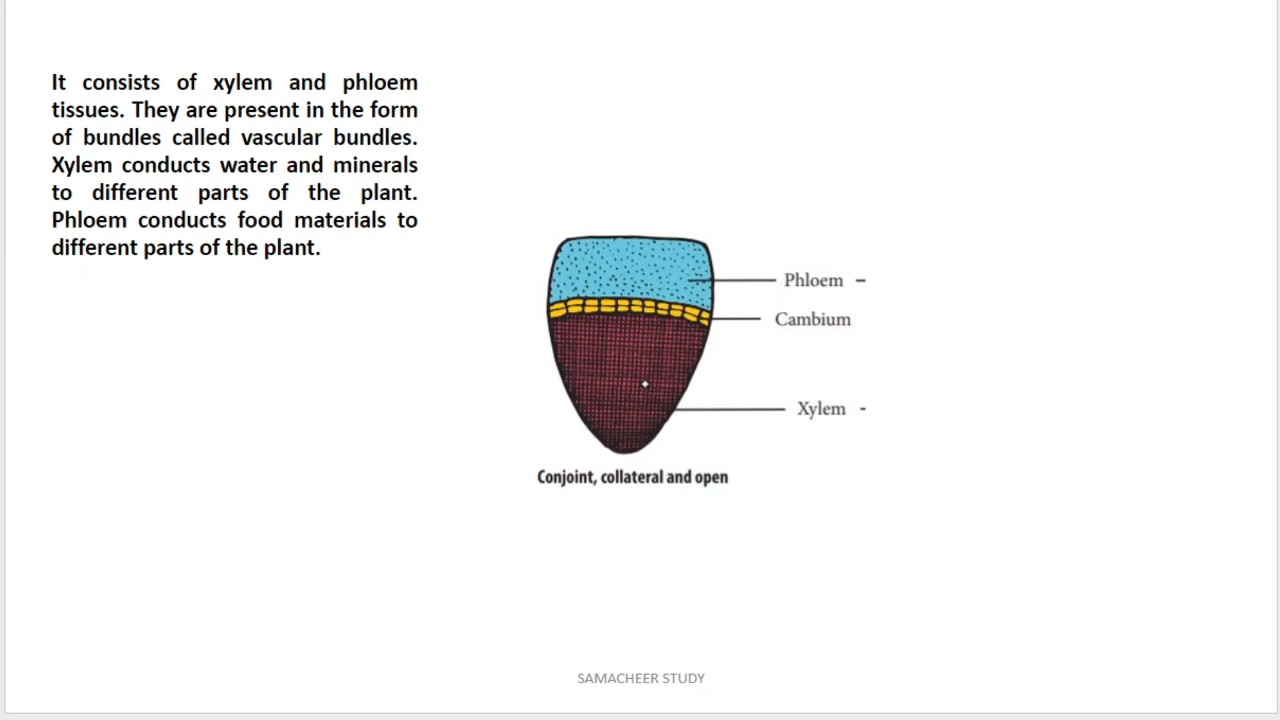 It consists of xylem and phloem
tissues. They are present in the form
of bundles called vascular bundles.
Xylem conducts water and minerals
to different parts of the plant.
Phloem conducts food materials to
different parts of the plant.
Phloem –
Cambium
Xylem -
Conjoint, collateral and open
SAMACHEER STUDY